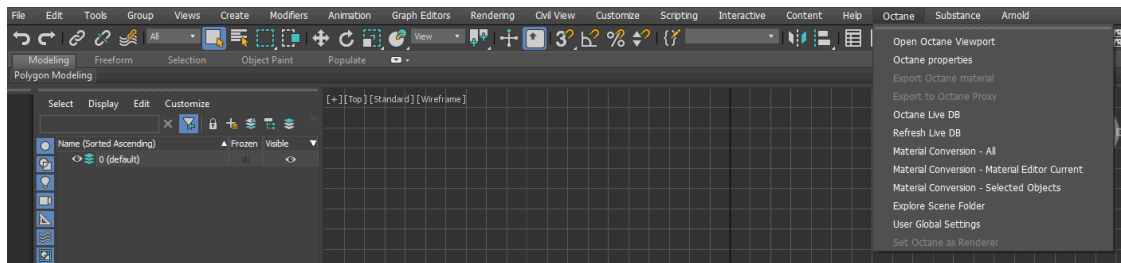 File Edit Tools Group Views Create Modifiers Animation Graph Editors Rendering Civil View Customize Scripting Interactive Content Help Octane Substance Arnold
All View
Modeling Freeform Selection Object Paint Populate
Polygon Modeling
Select Display Edit Customize
Name (Sorted Ascending) ▲ Frozen Visible ▼
0 (default)
[+][Top][Standard][Wireframe]
Open Octane Viewport
Octane properties
Export Octane material
Export to Octane Proxy
Octane Live DB
Refresh Live DB
Material Conversion - All
Material Conversion - Material Editor Current
Material Conversion - Selected Objects
Explore Scene Folder
User Global Settings
Set Octane as Renderer